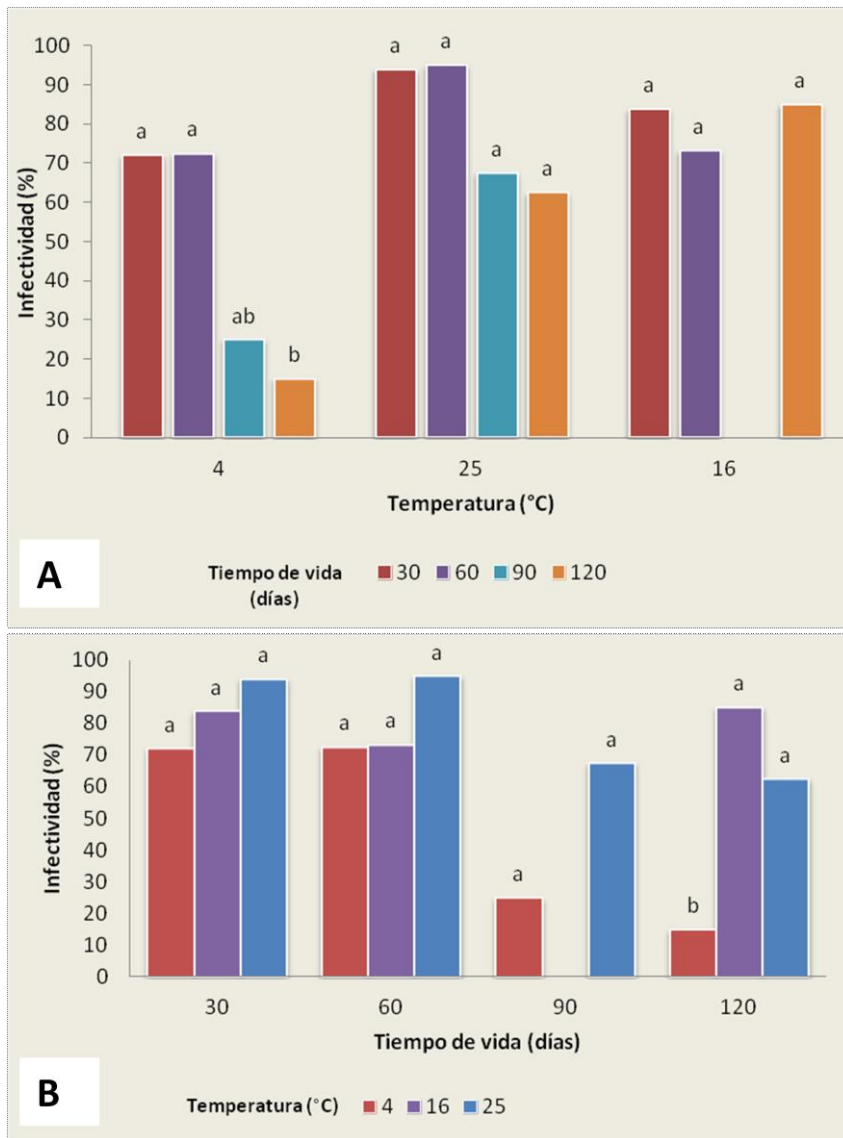 a a
a a a
a a
a a
ab
b
100
90
80
70
60
50
40
30
20
10
0
Infectividad (%)
4 25 16
Temperatura (°C)
A
Tiempo de vida
(días)
30 60 90 120
a a
a a
a a a
a a
a b
100
90
80
70
60
50
40
30
20
10
0
Infectividad (%)
30 60 90 120
Tiempo de vida (días)
B
Temperatura (°C) 4 16 25